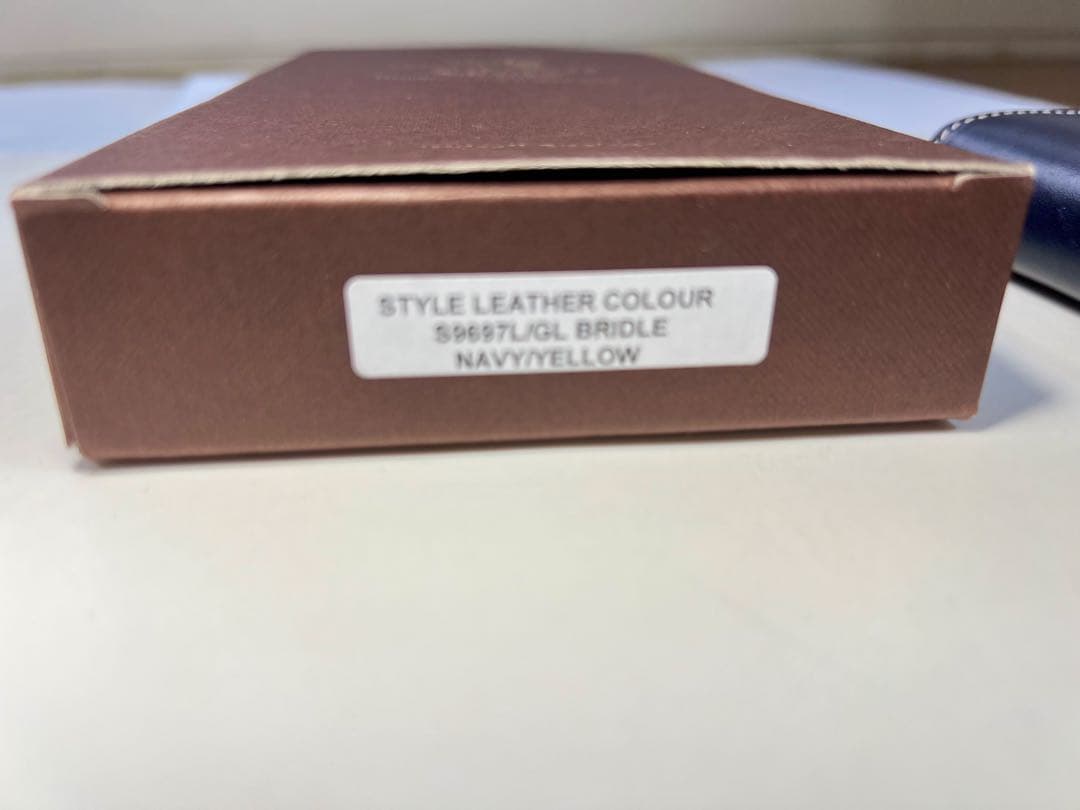 STYLE LEATHER COLOUR
S9697L/GL BRIDLE
NAVY/YELLOW